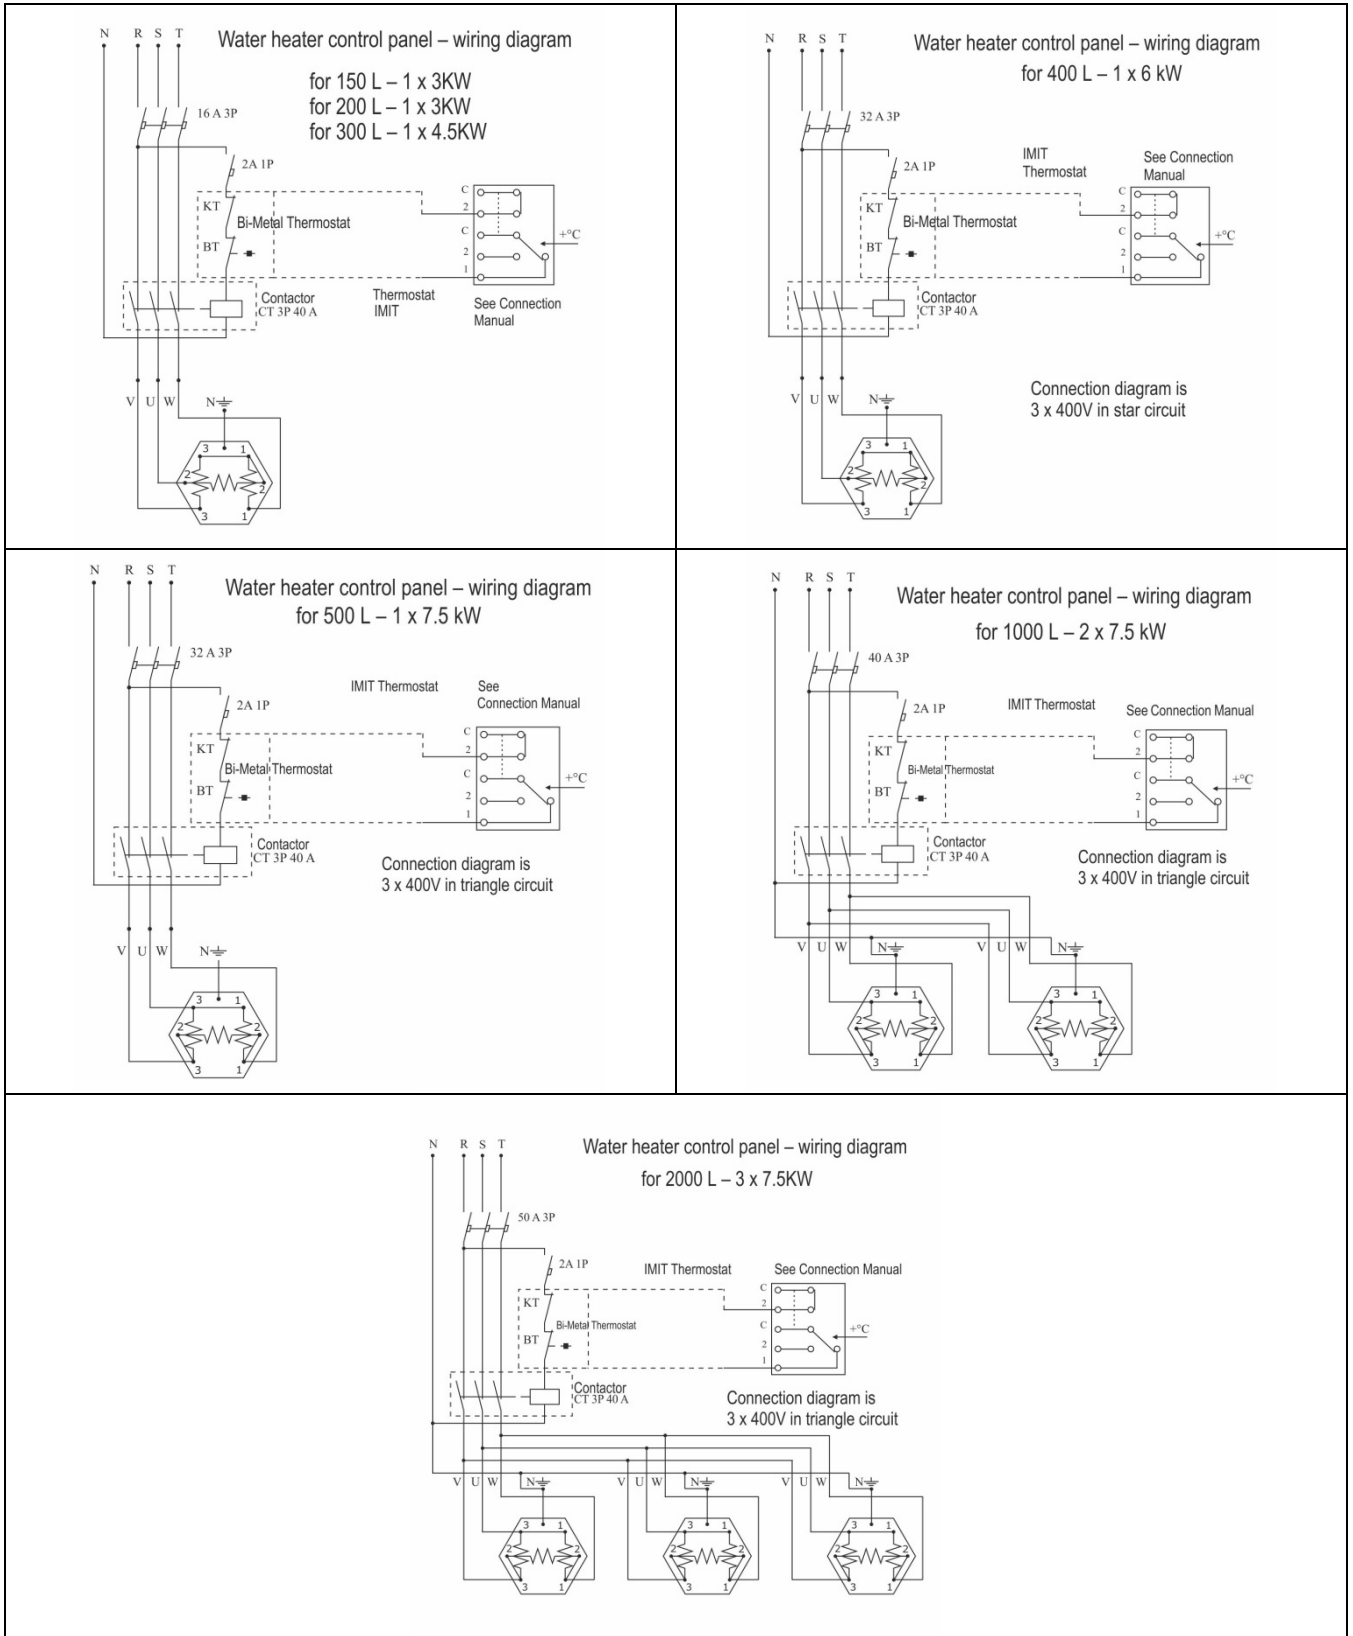 N R S T
Water heater control panel – wiring diagram
for 150 L – 1 x 3KW
for 200 L – 1 x 3KW
for 300 L – 1 x 4.5KW
16 A 3P
2A 1P
KT
Bi-Metal Thermostat
BT
C
2
C
2
1
+°C
Contactor
CT 3P 40 A
Thermostat
IMIT
See Connection
Manual
V U W N
3 1
2 2
3 1
N R S T
Water heater control panel – wiring diagram
for 400 L – 1 x 6 kW
32 A 3P
2A 1P
IMIT
Thermostat
See Connection
Manual
KT
Bi-Metal Thermostat
BT
C
2
C
2
1
+°C
Contactor
CT 3P 40 A
Connection diagram is
3 x 400V in star circuit
V U W N
3 1
2 2
3 1
N R S T
Water heater control panel – wiring diagram
for 500 L – 1 x 7.5 kW
32 A 3P
2A 1P
IMIT Thermostat
See
Connection Manual
KT
Bi-Metal Thermostat
BT
C
2
C
2
1
+°C
Contactor
CT 3P 40 A
Connection diagram is
3 x 400V in triangle circuit
V U W N
3 1
2 2
3 1
N R S T
Water heater control panel – wiring diagram
for 1000 L – 2 x 7.5 kW
40 A 3P
2A 1P
IMIT Thermostat
See Connection Manual
KT
Bi-Metal Thermostat
BT
C
2
C
2
1
+°C
Contactor
CT 3P 40 A
Connection diagram is
3 x 400V in triangle circuit
V U W N V U W N
3 1 3 1
2 2 2 2
3 1 3 1
N R S T
Water heater control panel – wiring diagram
for 2000 L – 3 x 7.5KW
50 A 3P
2A 1P
IMIT Thermostat
See Connection Manual
KT
Bi-Metal Thermostat
BT
C
2
C
2
1
+°C
Contactor
CT 3P 40 A
Connection diagram is
3 x 400V in triangle circuit
V U W N V U W N V U W N
3 1 3 1 3 1
2 2 2 2 2 2
3 1 3 1 3 1